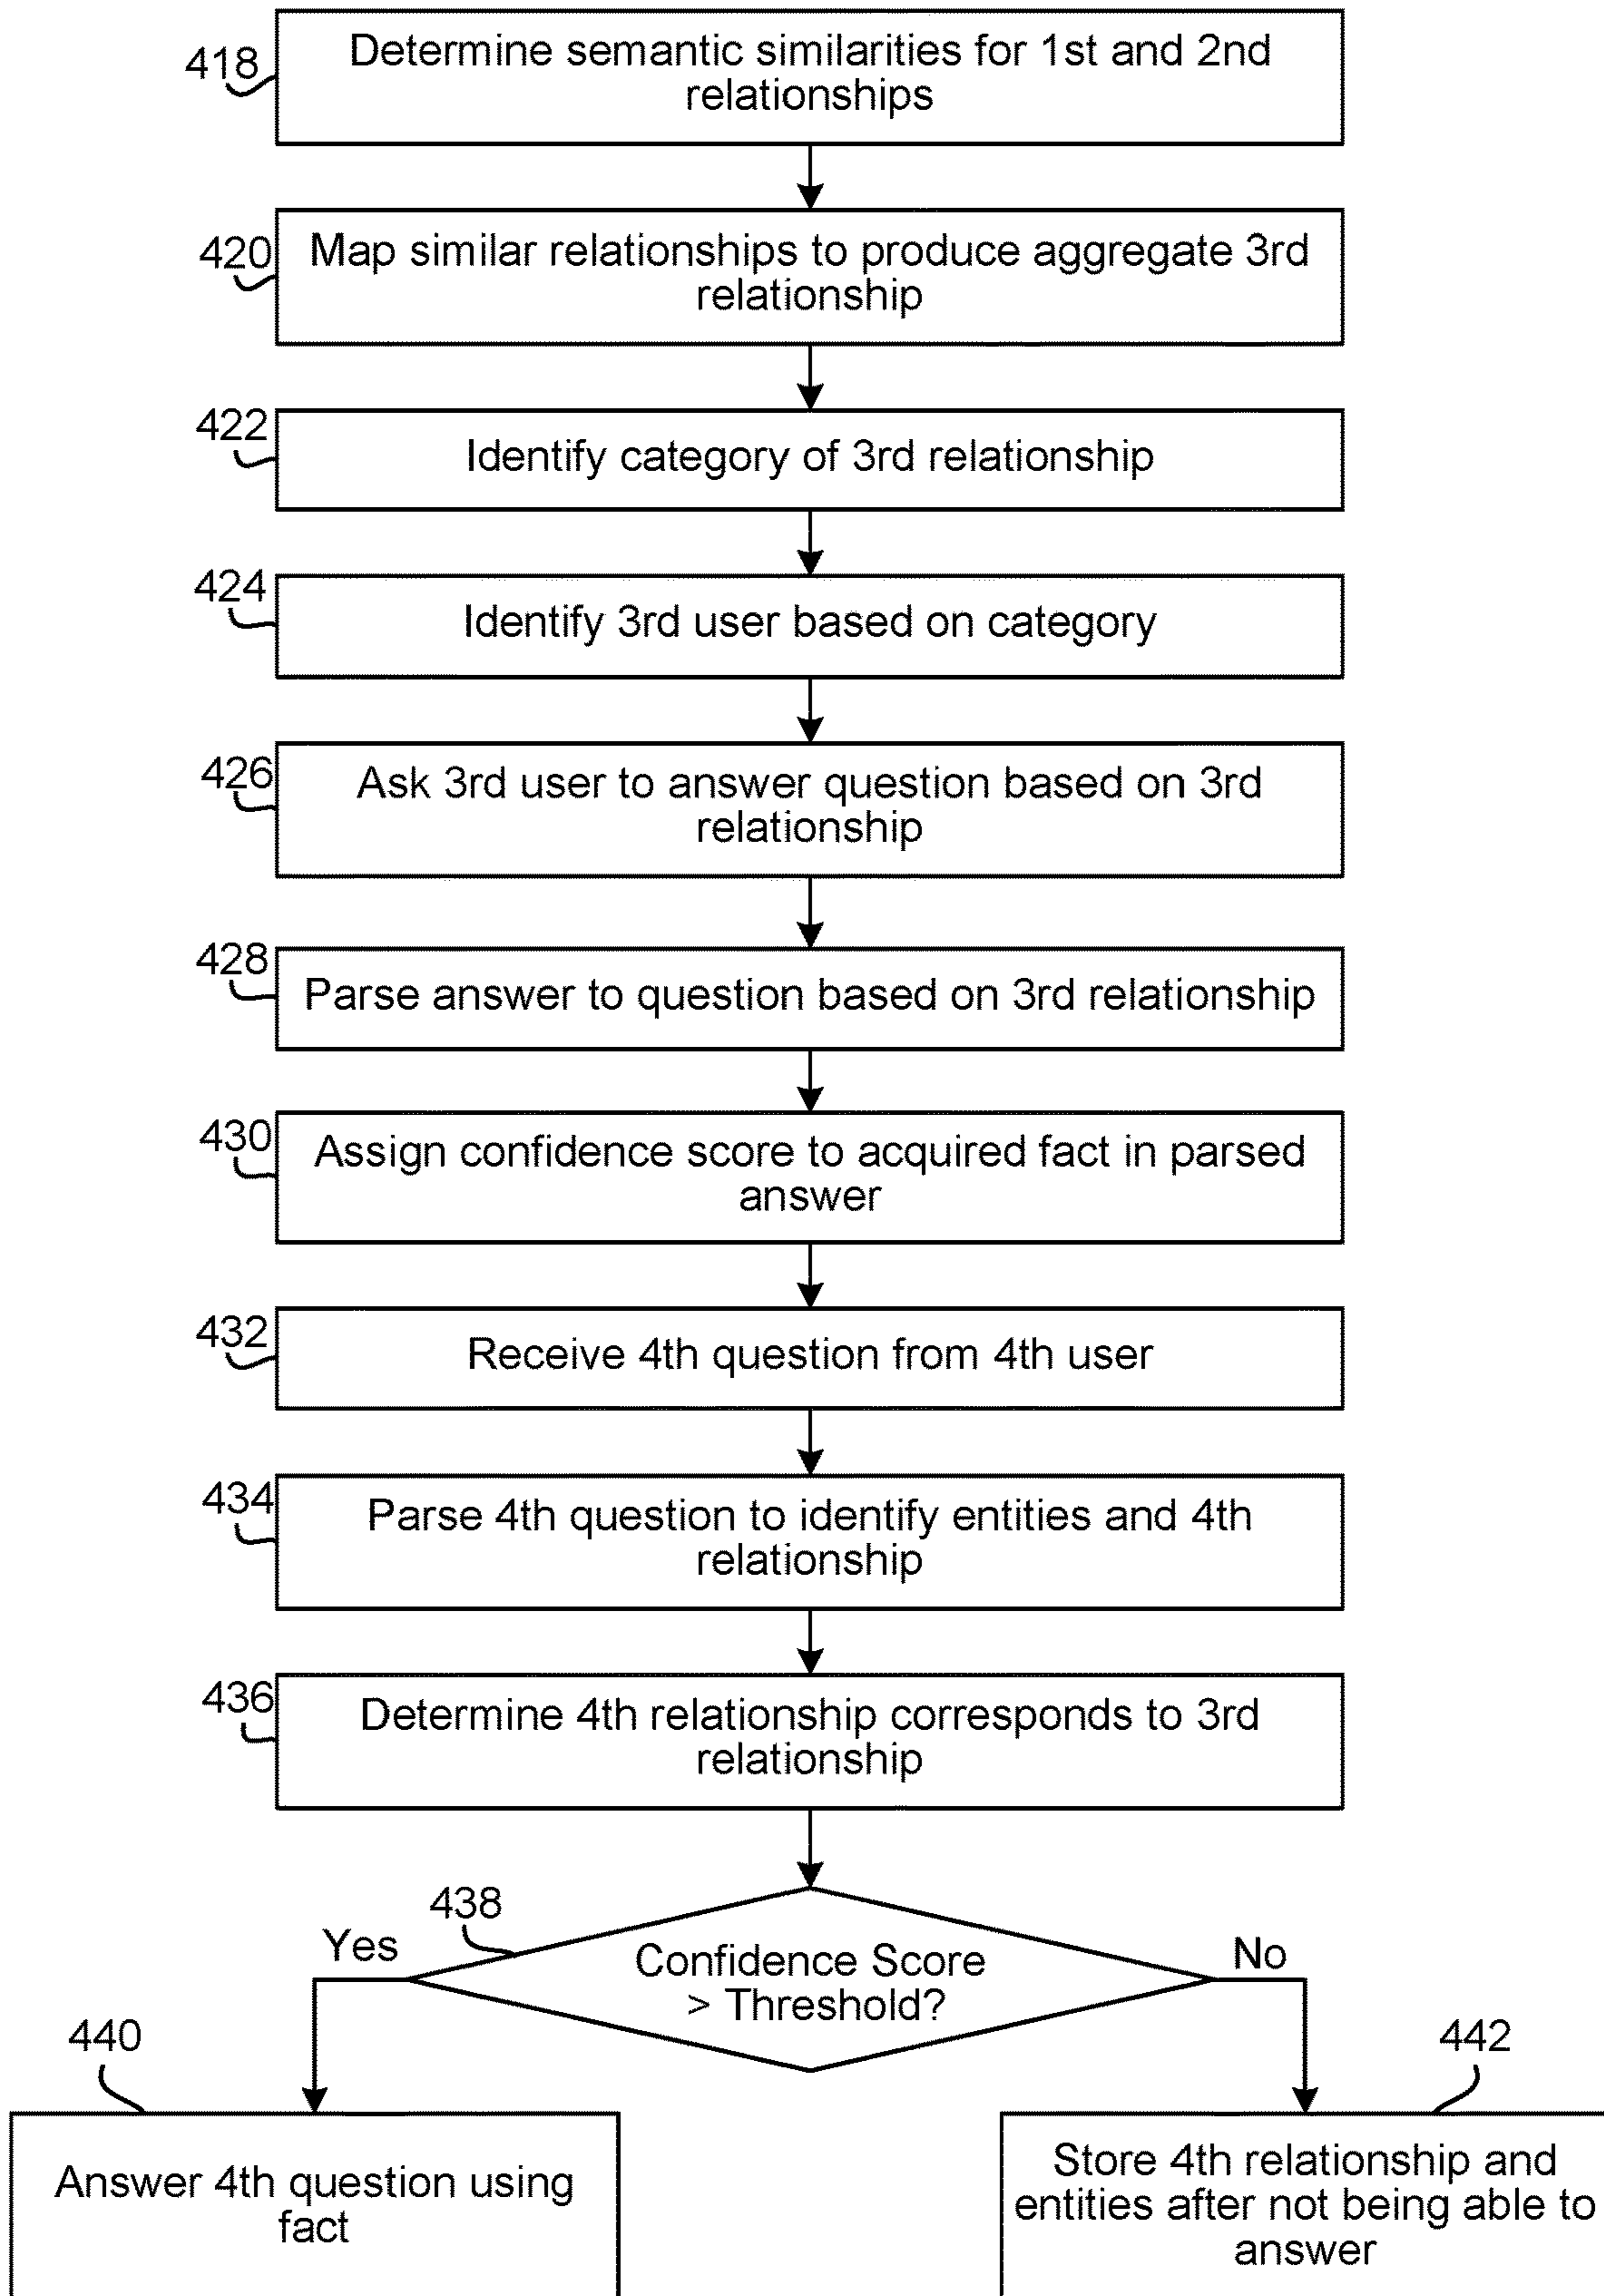 418
Determine semantic similarities for 1st and 2nd
relationships
420
Map similar relationships to produce aggregate 3rd
relationship
422
Identify category of 3rd relationship
424
Identify 3rd user based on category
426
Ask 3rd user to answer question based on 3rd
relationship
428
Parse answer to question based on 3rd relationship
430
Assign confidence score to acquired fact in parsed
answer
432
Receive 4th question from 4th user
434
Parse 4th question to identify entities and 4th
relationship
436
Determine 4th relationship corresponds to 3rd
relationship
438
Yes
Confidence Score
> Threshold?
No
440
Answer 4th question using
fact
442
Store 4th relationship and
entities after not being able to
answer